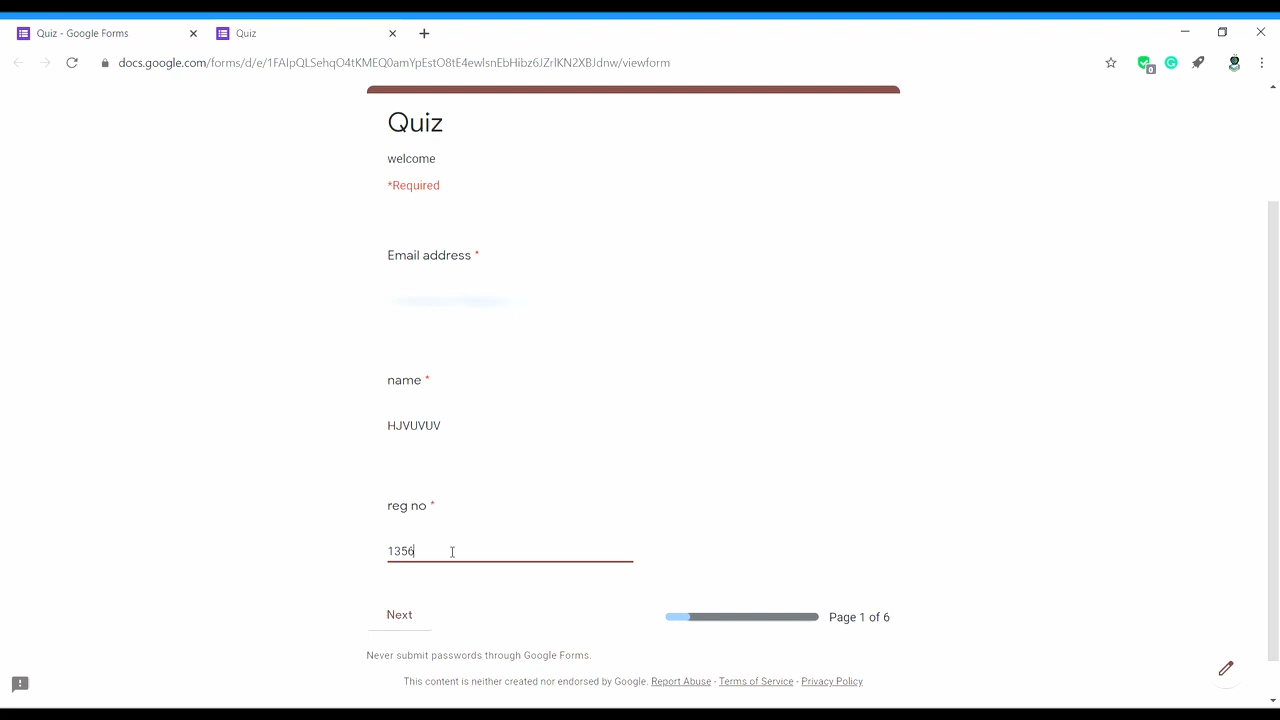 Quiz - Google Forms
Quiz
docs.google.com/forms/d/e/1FAIpQLSehqO4tKMEQ0amYpEstO8tE4ewlsnEbHibz6JZrlKN2XBJdnw/viewform
0
Quiz
welcome
*Required
Email address *
name *
HJVUVUV
reg no *
1356
Next
Page 1 of 6
Never submit passwords through Google Forms.
This content is neither created nor endorsed by Google. Report Abuse - Terms of Service - Privacy Policy